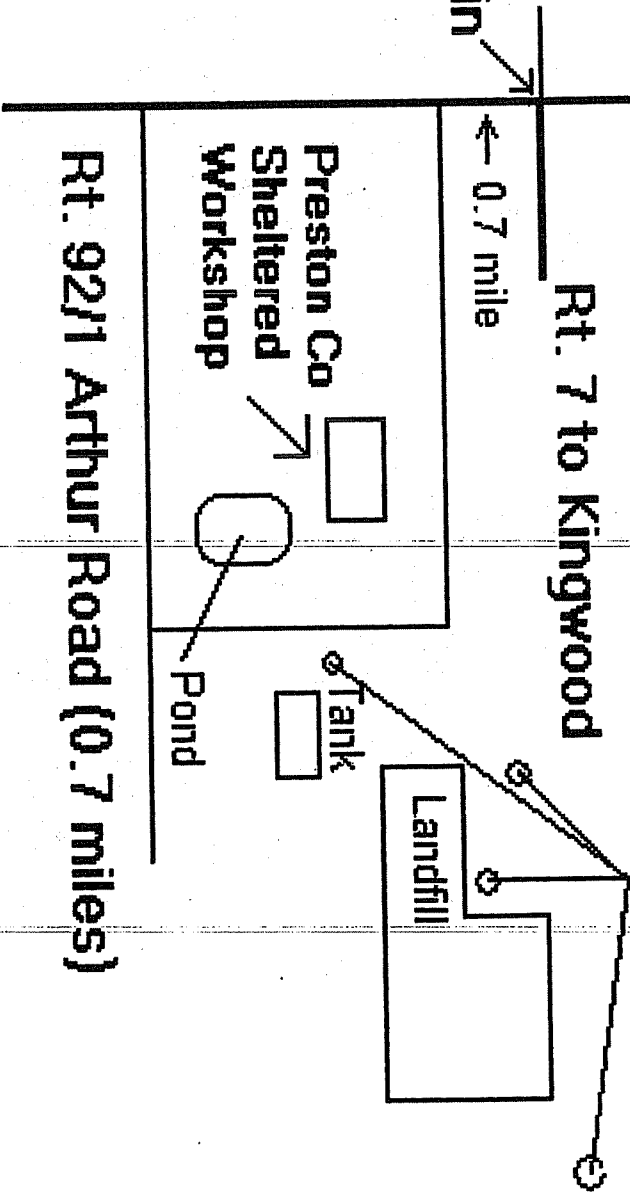 in
← 0.7 mile
Rt. 7 to Kingwood
Preston Co
Sheltered
Workshop
Tank
Landfill
Pond
Rt. 92/1 Arthur Road (0.7 miles)